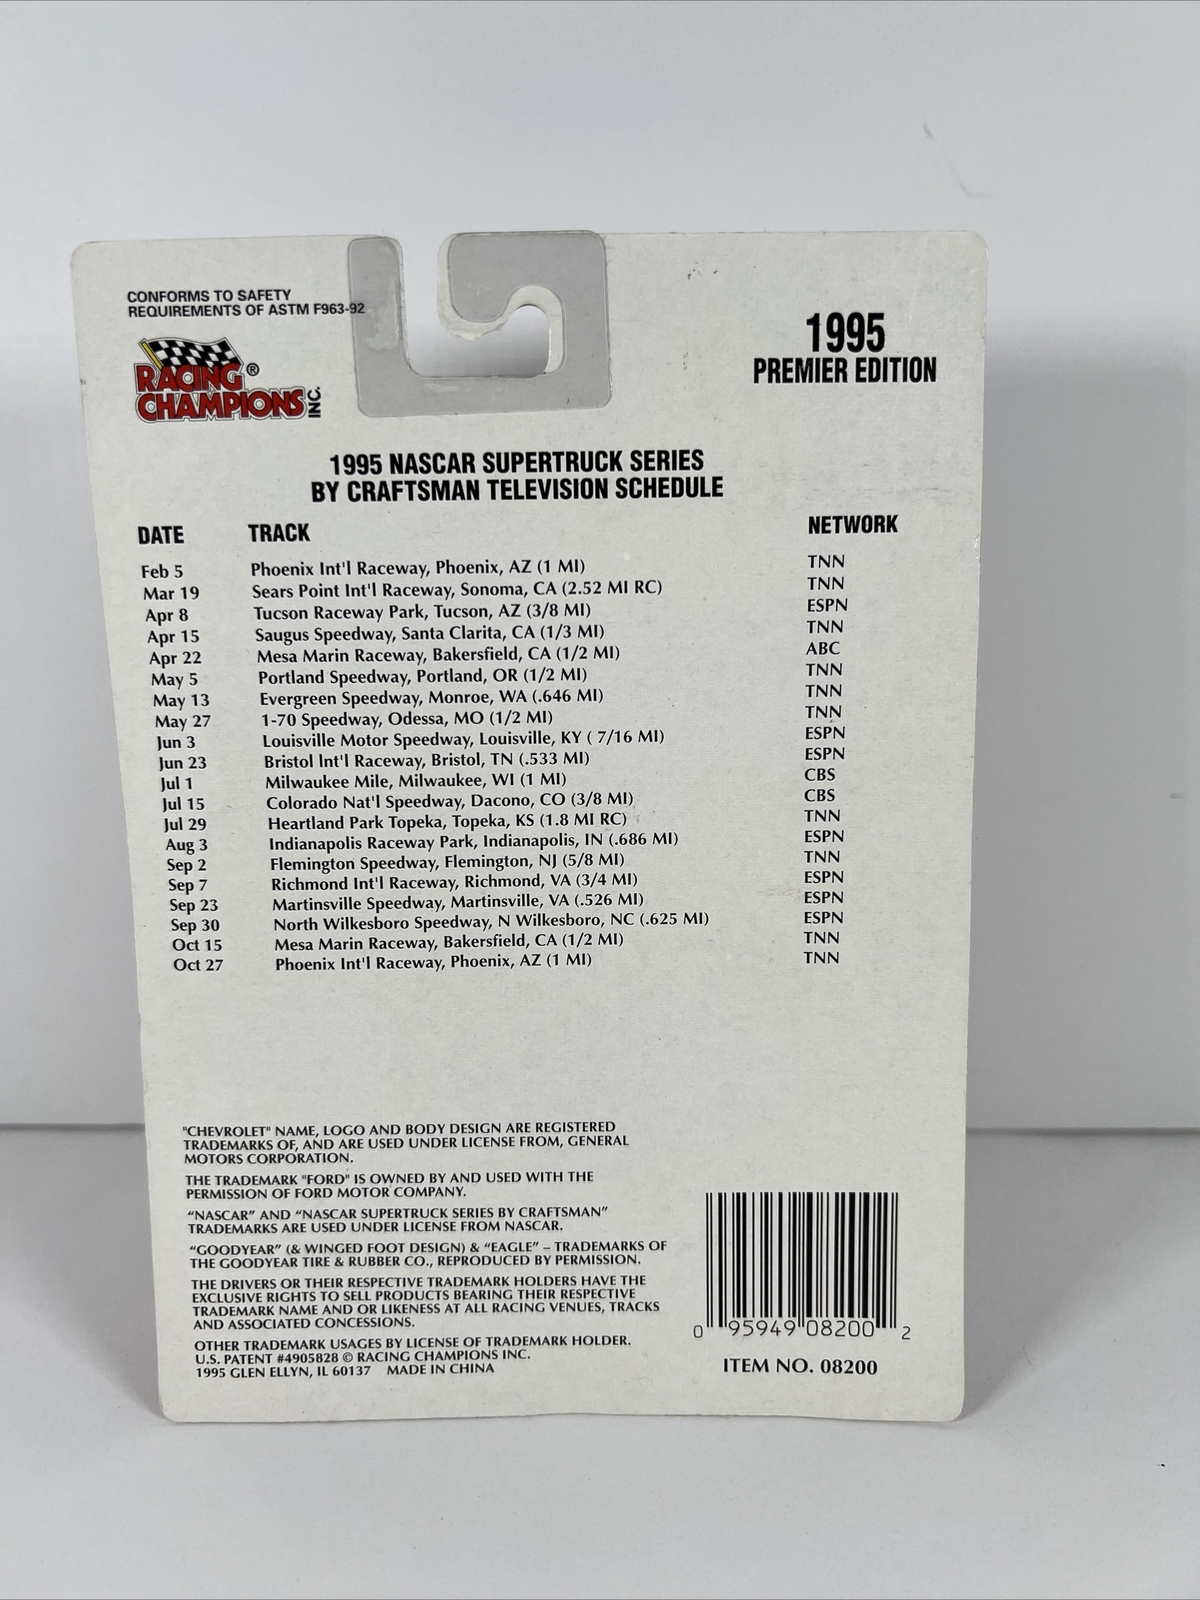 CONFORMS TO SAFETY
REQUIREMENTS OF ASTM F963-92
RACING ®
CHAMPIONS INC.
1995
PREMIER EDITION
1995 NASCAR SUPERTRUCK SERIES
BY CRAFTSMAN TELEVISION SCHEDULE
DATE TRACK NETWORK
Feb 5 Phoenix Int'l Raceway, Phoenix, AZ (1 MI) TNN
Mar 19 Sears Point Int'l Raceway, Sonoma, CA (2.52 MI RC) TNN
Apr 8 Tucson Raceway Park, Tucson, AZ (3/8 MI) ESPN
Apr 15 Saugus Speedway, Santa Clarita, CA (1/3 MI) TNN
Apr 22 Mesa Marin Raceway, Bakersfield, CA (1/2 MI) ABC
May 5 Portland Speedway, Portland, OR (1/2 MI) TNN
May 13 Evergreen Speedway, Monroe, WA (.646 MI) TNN
May 27 1-70 Speedway, Odessa, MO (1/2 MI) TNN
Jun 3 Louisville Motor Speedway, Louisville, KY ( 7/16 MI) ESPN
Jun 23 Bristol Int'l Raceway, Bristol, TN (.533 MI) ESPN
Jul 1 Milwaukee Mile, Milwaukee, WI (1 MI) CBS
Jul 15 Colorado Nat'l Speedway, Dacono, CO (3/8 MI) CBS
Jul 29 Heartland Park Topeka, Topeka, KS (1.8 MI RC) TNN
Aug 3 Indianapolis Raceway Park, Indianapolis, IN (.686 MI) ESPN
Sep 2 Flemington Speedway, Flemington, NJ (5/8 MI) TNN
Sep 7 Richmond Int'l Raceway, Richmond, VA (3/4 MI) ESPN
Sep 23 Martinsville Speedway, Martinsville, VA (.526 MI) ESPN
Sep 30 North Wilkesboro Speedway, N Wilkesboro, NC (.625 MI) ESPN
Oct 15 Mesa Marin Raceway, Bakersfield, CA (1/2 MI) TNN
Oct 27 Phoenix Int'l Raceway, Phoenix, AZ (1 MI) TNN
"CHEVROLET" NAME, LOGO AND BODY DESIGN ARE REGISTERED
TRADEMARKS OF, AND ARE USED UNDER LICENSE FROM, GENERAL
MOTORS CORPORATION.
THE TRADEMARK "FORD" IS OWNED BY AND USED WITH THE
PERMISSION OF FORD MOTOR COMPANY.
“NASCAR” AND “NASCAR SUPERTRUCK SERIES BY CRAFTSMAN”
TRADEMARKS ARE USED UNDER LICENSE FROM NASCAR.
“GOODYEAR” (& WINGED FOOT DESIGN) & “EAGLE” – TRADEMARKS OF
THE GOODYEAR TIRE & RUBBER CO., REPRODUCED BY PERMISSION.
THE DRIVERS OR THEIR RESPECTIVE TRADEMARK HOLDERS HAVE THE
EXCLUSIVE RIGHTS TO SELL PRODUCTS BEARING THEIR RESPECTIVE
TRADEMARK NAME AND OR LIKENESS AT ALL RACING VENUES, TRACKS
AND ASSOCIATED CONCESSIONS.
OTHER TRADEMARK USAGES BY LICENSE OF TRADEMARK HOLDER.
U.S. PATENT #4905828 © RACING CHAMPIONS INC.
1995 GLEN ELLYN, IL 60137 MADE IN CHINA
0 95949 08200 2
ITEM NO. 08200